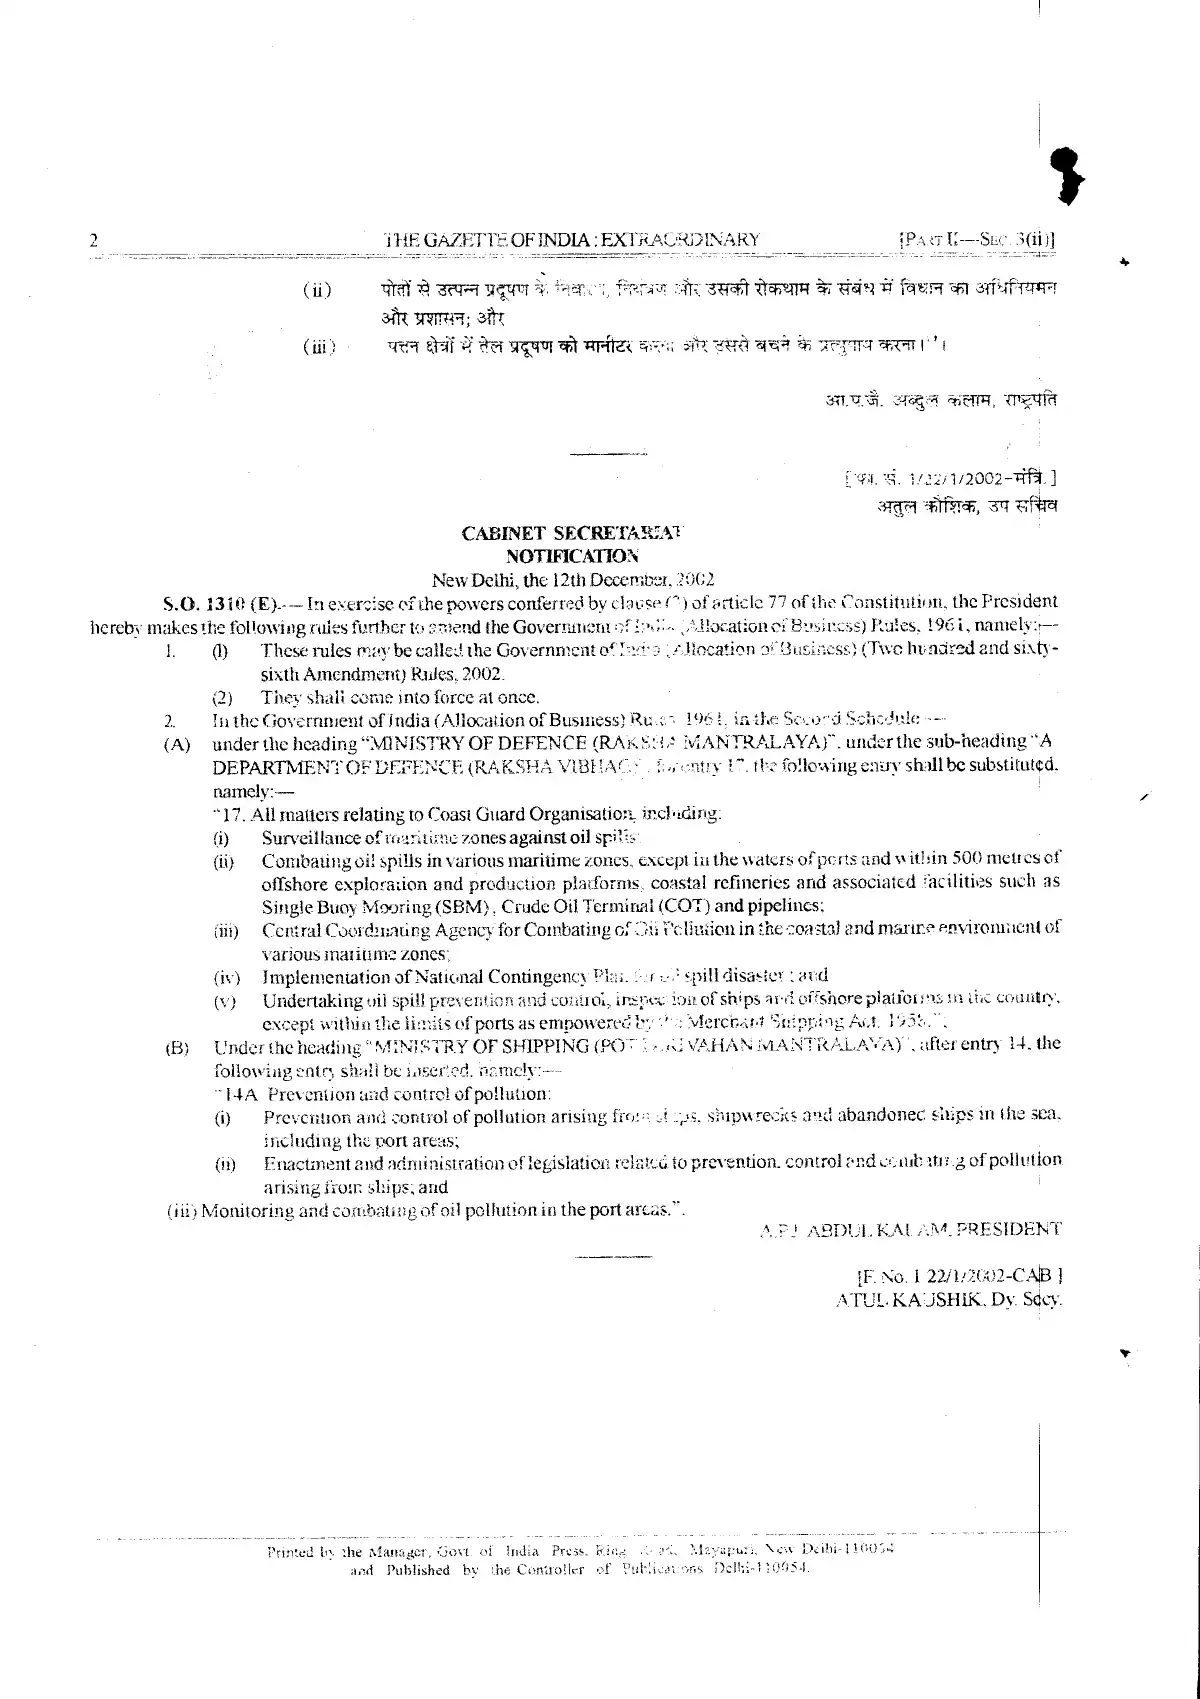 2 THE GAZETTE OF INDIA : EXTRAORDINARY [PART II—SEC. 3(ii)]
(ii) पोतों से उत्पन्न प्रदूषण के निवारण, नियंत्रण और उसकी रोकथाम के संबंध में विधान का अधिनियमन
और प्रशासन; और
(iii) पत्तन क्षेत्रों में तेल प्रदूषण को मानीटर करना और उससे बचने के प्रत्युपाय करना।''।
आ.प.जै. अब्दुल कलाम, राष्ट्रपति
[फा. सं. 1/22/1/2002-मंत्रि.]
अतुल कौशिक, उप सचिव
CABINET SECRETARIAT
NOTIFICATION
New Delhi, the 12th December, 2002
S.O. 1310 (E).— In exercise of the powers conferred by clause (3) of article 77 of the Constitution, the President
hereby makes the following rules further to amend the Government of India (Allocation of Business) Rules, 1961, namely:—
1. (1) These rules may be called the Government of India (Allocation of Business) (Two hundred and sixty-
sixth Amendment) Rules, 2002.
(2) They shall come into force at once.
2. In the Government of India (Allocation of Business) Rules, 1961, in the Second Schedule —
(A) under the heading "MINISTRY OF DEFENCE (RAKSHA MANTRALAYA)", under the sub-heading "A
DEPARTMENT OF DEFENCE (RAKSHA VIBHAG)", for entry 17, the following entry shall be substituted,
namely:—
"17. All matters relating to Coast Guard Organisation, including:
(i) Surveillance of maritime zones against oil spills;
(ii) Combating oil spills in various maritime zones, except in the waters of ports and within 500 metres of
offshore exploration and production platforms, coastal refineries and associated facilities such as
Single Buoy Mooring (SBM), Crude Oil Terminal (COT) and pipelines;
(iii) Central Coordinating Agency for Combating of Oil Pollution in the coastal and marine environment of
various maritime zones;
(iv) Implementation of National Contingency Plan for oil spill disaster ; and
(v) Undertaking oil spill prevention and control, inspection of ships and offshore platforms in the country,
except within the limits of ports as empowered by the Merchant Shipping Act, 1958.";
(B) Under the heading "MINISTRY OF SHIPPING (POT PARIVAHAN MANTRALAYA)", after entry 14, the
following entry shall be inserted, namely:—
"14A Prevention and control of pollution:
(i) Prevention and control of pollution arising from ships, shipwrecks and abandoned ships in the sea,
including the port areas;
(ii) Enactment and administration of legislation related to prevention, control and combating of pollution
arising from ships; and
(iii) Monitoring and combating of oil pollution in the port areas.".
A.P.J. ABDUL KALAM, PRESIDENT
[F. No. 1/22/1/2002-CAB ]
ATUL KAUSHIK, Dy. Secy.
Printed by the Manager, Govt. of India Press, Ring Road, Mayapuri, New Delhi-110064
and Published by the Controller of Publications Delhi-110054.